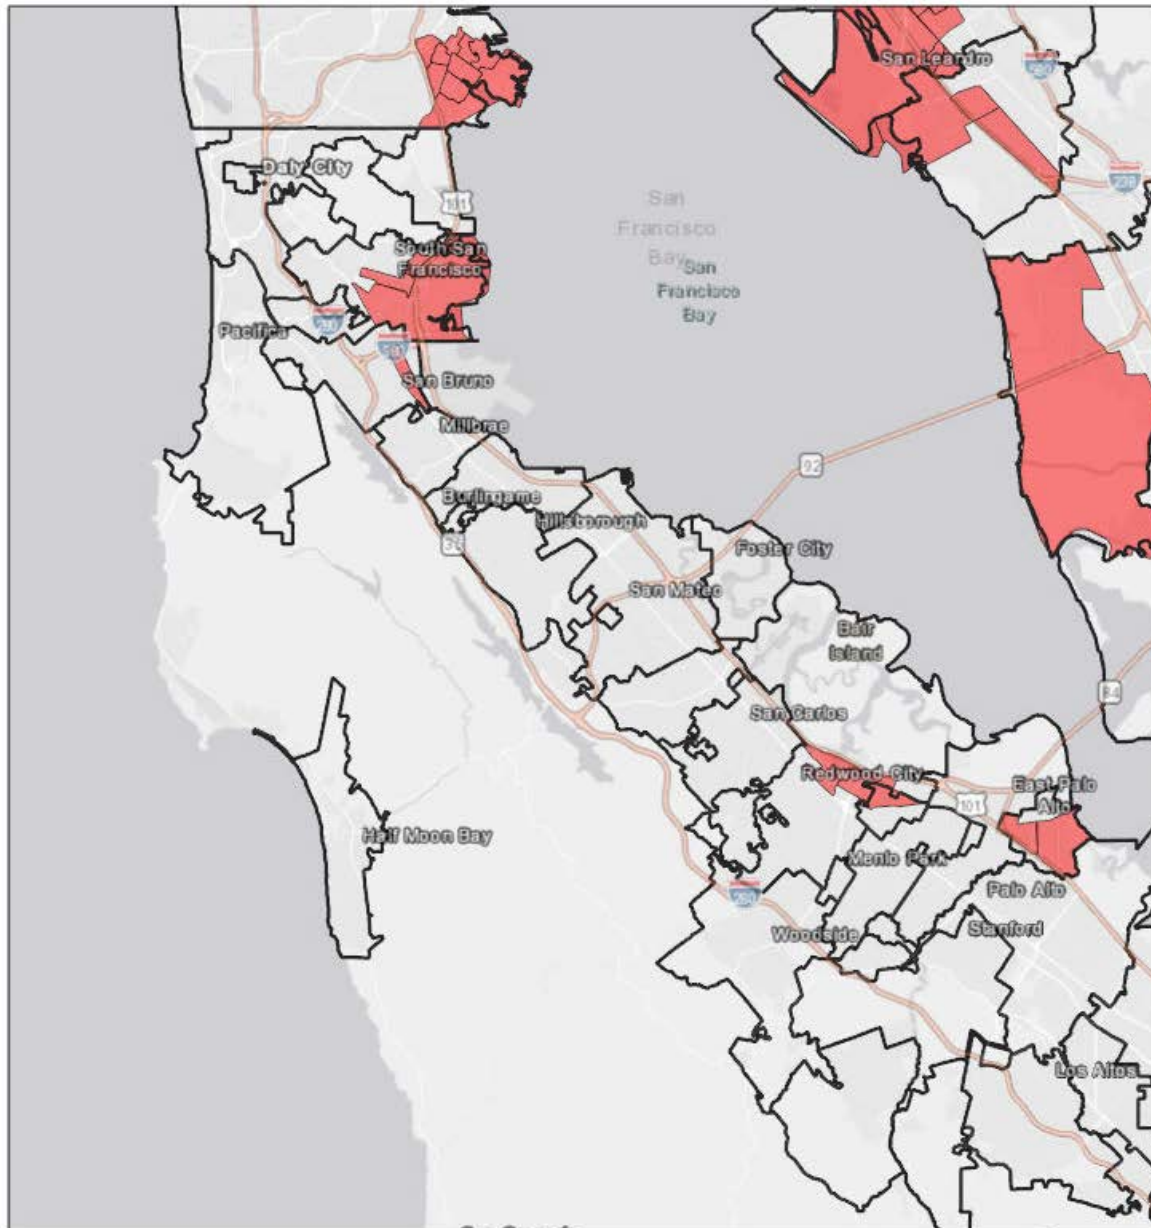 San Leandro
Daly City
238
101
San
Francisco
Bay
South San
Francisco
San
Francisco
Bay
280
Pacifica
San Bruno
Millbrae
92
Burlingame
Hillsborough
35
Foster City
San Mateo
Bair
Island
84
San Carlos
Redwood City
East Palo
Alto
101
Half Moon Bay
Menlo Park
Palo Alto
280
Woodside
Stanford
Los Altos